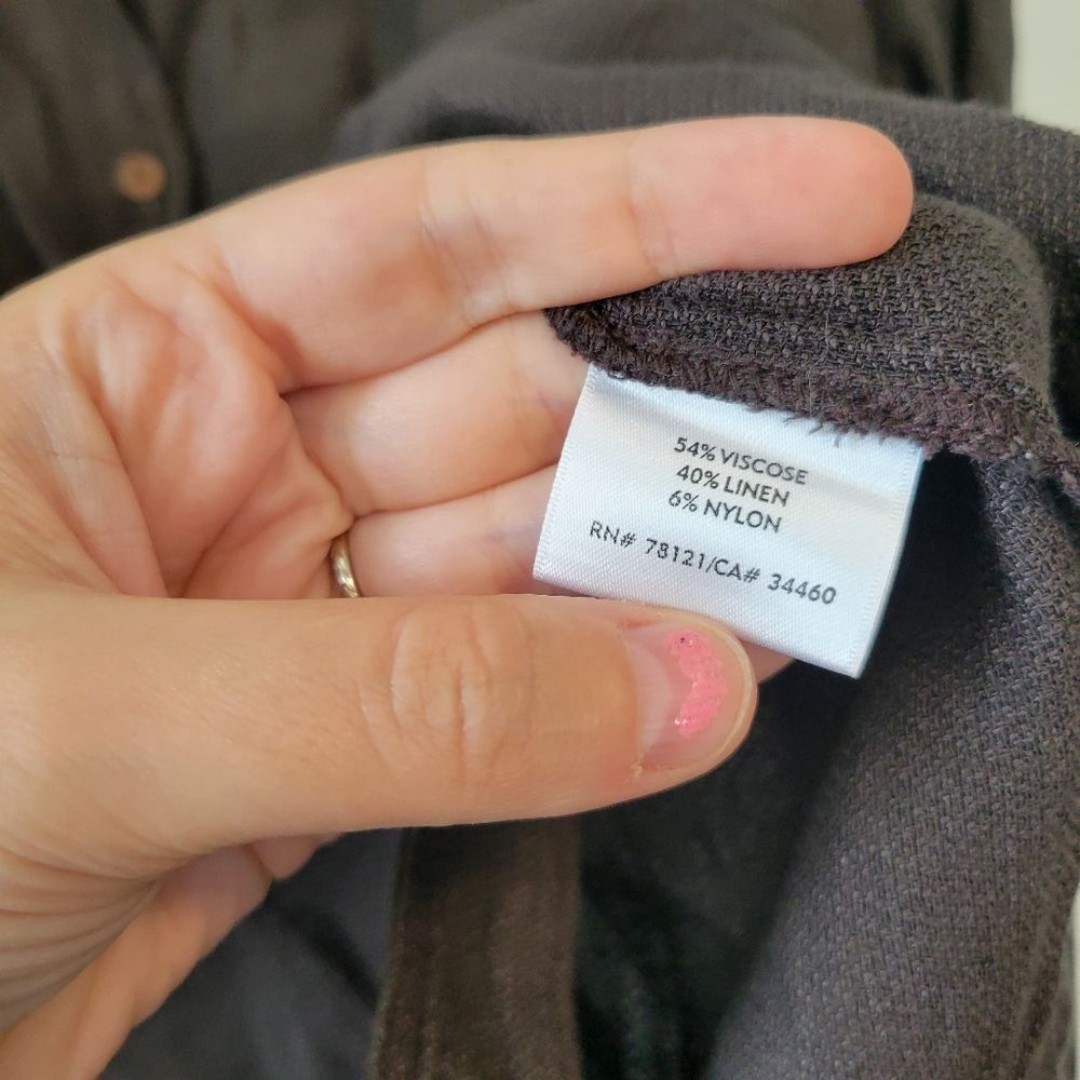 54% VISCOSE
40% LINEN
6% NYLON
RN# 78121/CA# 34460